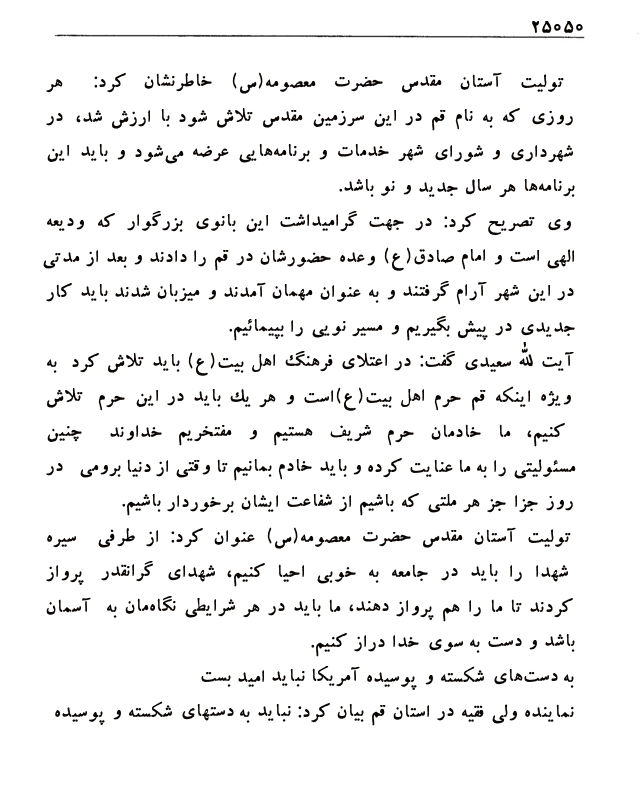 ۲۵۰۵۰
تولیت آستان مقدس حضرت معصومه(س) خاطرنشان کرد: هر
روزی که به نام قم در این سرزمین مقدس تلاش شود با ارزش شد، در
شهرداری و شورای شهر خدمات و برنامه‌هایی عرضه می‌شود و باید این
برنامه‌ها هر سال جدید و نو باشد.
وی تصریح کرد: در جهت گرامیداشت این بانوی بزرگوار که ودیعه
الهی است و امام صادق(ع) وعده حضورشان در قم را دادند و بعد از مدتی
در این شهر آرام گرفتند و به عنوان مهمان آمدند و میزبان شدند باید کار
جدیدی در پیش بگیریم و مسیر نویی را بپیمائیم.
آیت لله سعیدی گفت: در اعتلای فرهنگ اهل بیت(ع) باید تلاش کرد به
ویژه اینکه قم حرم اهل بیت(ع)است و هر یك باید در این حرم تلاش
کنیم، ما خادمان حرم شریف هستیم و مفتخریم خداوند چنین
مسئولیتی را به ما عنایت کرده و باید خادم بمانیم تا وقتی از دنیا برومی در
روز جزا جز هر ملتی که باشیم از شفاعت ایشان برخوردار باشیم.
تولیت آستان مقدس حضرت معصومه(س) عنوان کرد: از طرفی سیره
شهدا را باید در جامعه به خوبی احیا کنیم، شهدای گرانقدر پرواز
کردند تا ما را هم پرواز دهند، ما باید در هر شرایطی نگاه‌مان به آسمان
باشد و دست به سوی خدا دراز کنیم.
به دست‌های شکسته و پوسیده آمریکا نباید امید بست
نماینده ولی فقیه در استان قم بیان کرد: نباید به دستهای شکسته و پوسیده